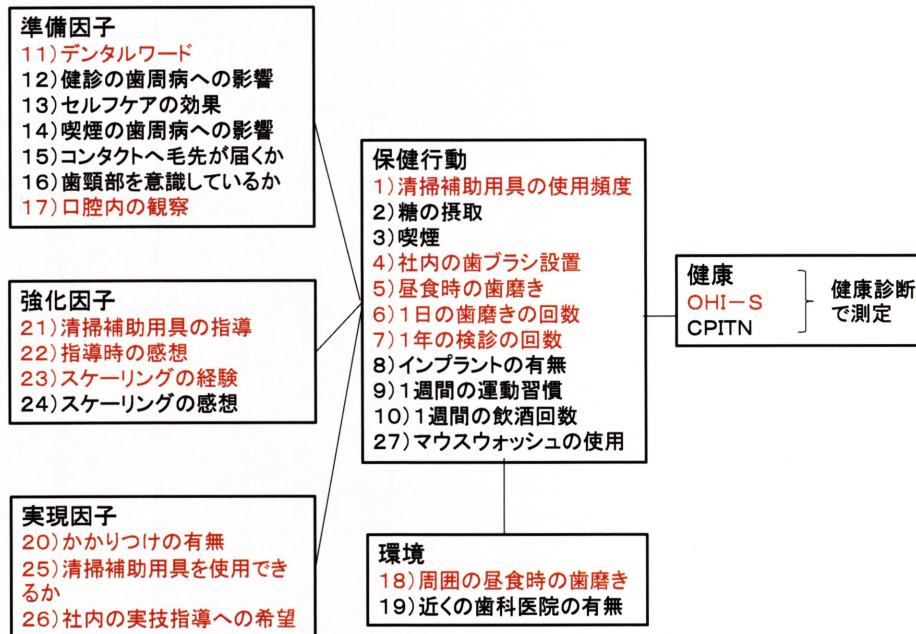 準備因子
11)デンタルワード
12)健診の歯周病への影響
13)セルフケアの効果
14)喫煙の歯周病への影響
15)コンタクトへ毛先が届くか
16)歯頸部を意識しているか
17)口腔内の観察
強化因子
21)清掃補助用具の指導
22)指導時の感想
23)スケーリングの経験
24)スケーリングの感想
実現因子
20)かかりつけの有無
25)清掃補助用具を使用でき
るか
26)社内の実技指導への希望
保健行動
1)清掃補助用具の使用頻度
2)糖の摂取
3)喫煙
4)社内の歯ブラシ設置
5)昼食時の歯磨き
6)1日の歯磨きの回数
7)1年の検診の回数
8)インプラントの有無
9)1週間の運動習慣
10)1週間の飲酒回数
27)マウスウォッシュの使用
環境
18)周囲の昼食時の歯磨き
19)近くの歯科医院の有無
健康
OHI－S
CPITN
健康診断
で測定